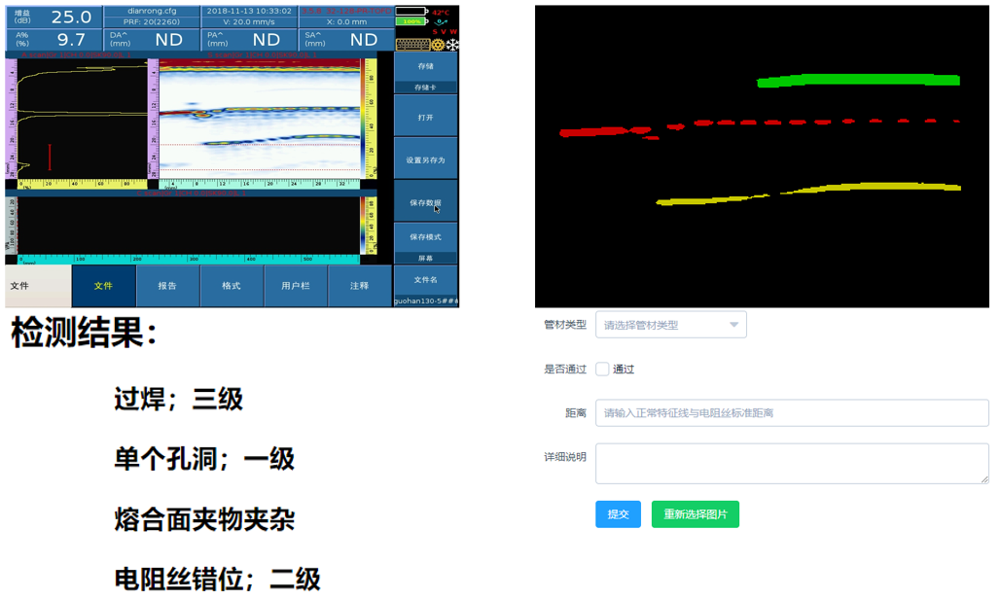 增益 (dB) 25.0
dianrong.cfg
PRF: 20(2260)
2018-11-13 10:33:02
V: 20.0 mm/s
X: 0.0 mm
42°C
100%
S V W
A% (%) 9.7
DA^ (mm) ND
PA^ (mm) ND
SA^ (mm) ND
存储
存储卡
打开
设置另存为
保存数据
保存模式
屏幕
文件名
guohan130-5###
文件
文件
报告
格式
用户栏
注释
检测结果：
过焊；三级
单个孔洞；一级
熔合面夹物夹杂
电阻丝错位；二级
管材类型 请选择管材类型
是否通过 通过
距离 请输入正常特征线与电阻丝标准距离
详细说明
提交 重新选择图片